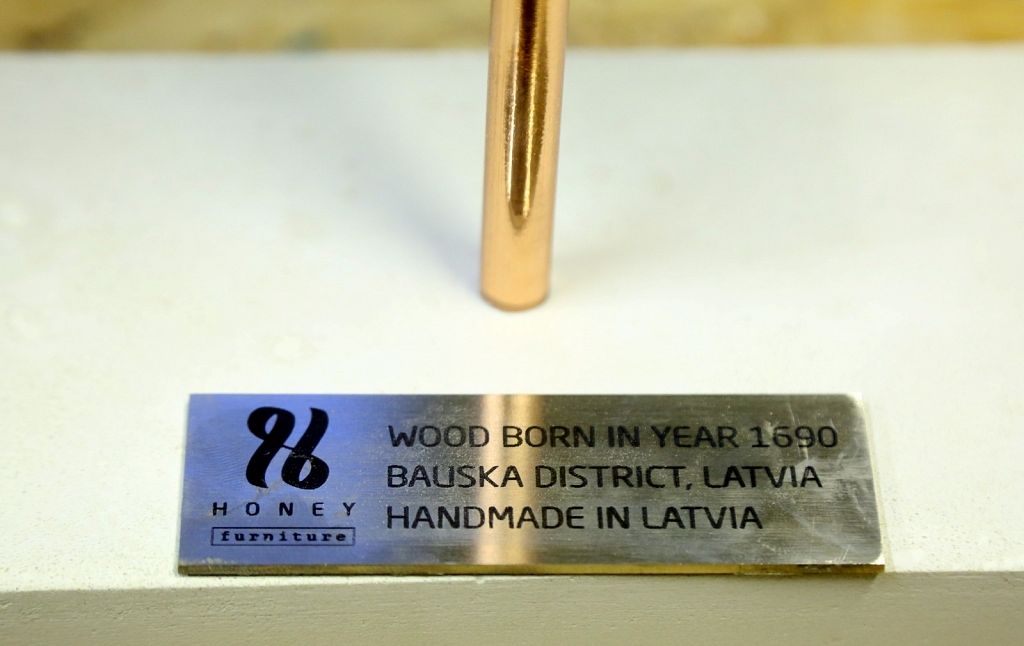 HONEY
furniture
WOOD BORN IN YEAR 1690
BAUSKA DISTRICT, LATVIA
HANDMADE IN LATVIA